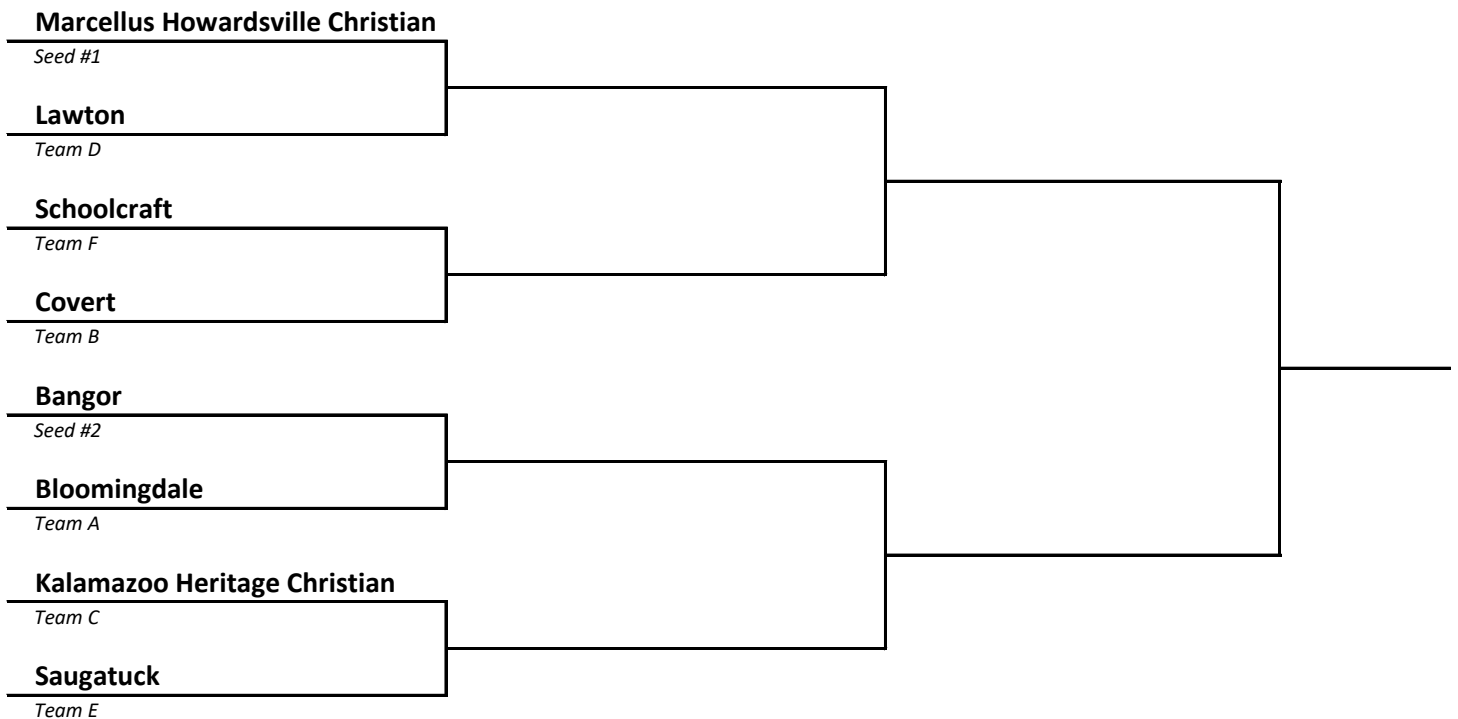 Marcellus Howardsville Christian
Seed #1
Lawton
Team D
Schoolcraft
Team F
Covert
Team B
Bangor
Seed #2
Bloomingdale
Team A
Kalamazoo Heritage Christian
Team C
Saugatuck
Team E